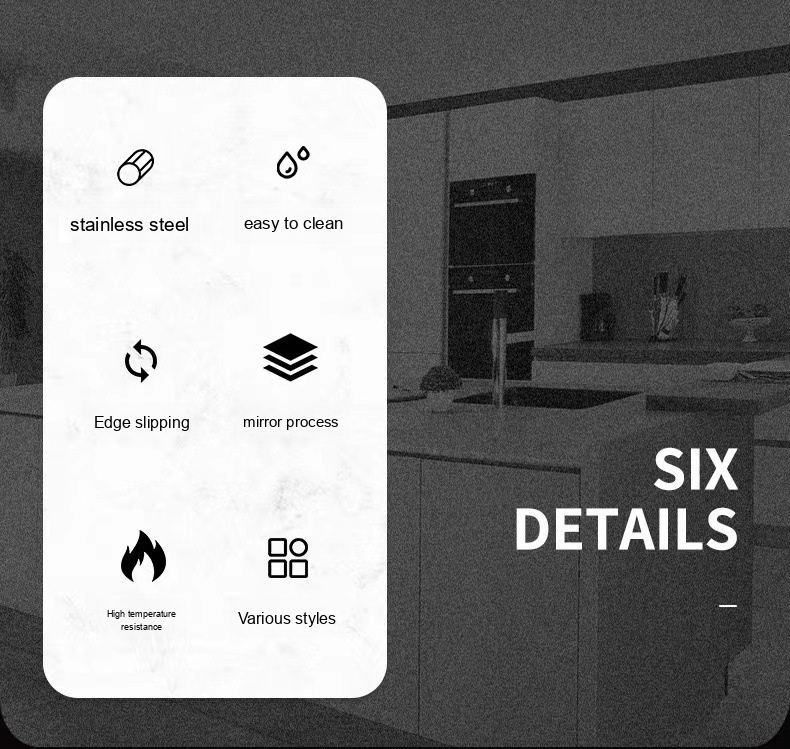 stainless steel
easy to clean
Edge slipping
mirror process
High temperature
resistance
Various styles
SIX
DETAILS